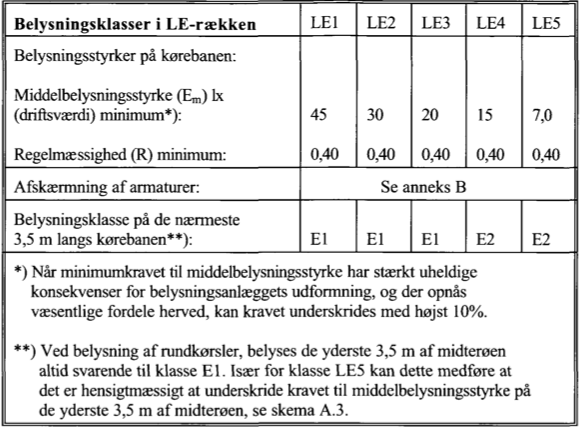 Belysningsklasser i LE-rækken LE1 LE2 LE3 LE4 LE5
Belysningsstyrker på kørebanen:
Middelbelysningsstyrke (Em) lx
(driftsværdi) minimum*): 45 30 20 15 7,0
Regelmæssighed (R) minimum: 0,40 0,40 0,40 0,40 0,40
Afskærmning af armaturer: Se anneks B
Belysningsklasse på de nærmeste
3,5 m langs kørebanen**): E1 E1 E1 E2 E2
*) Når minimumkravet til middelbelysningsstyrke har stærkt uheldige
konsekvenser for belysningsanlæggets udformning, og der opnås
væsentlige fordele herved, kan kravet underskrides med højst 10%.
**) Ved belysning af rundkørsler, belyses de yderste 3,5 m af midterøen
altid svarende til klasse E1. Især for klasse LE5 kan dette medføre at
det er hensigtmæssigt at underskride kravet til middelbelysningsstyrke på
de yderste 3,5 m af midterøen, se skema A.3.